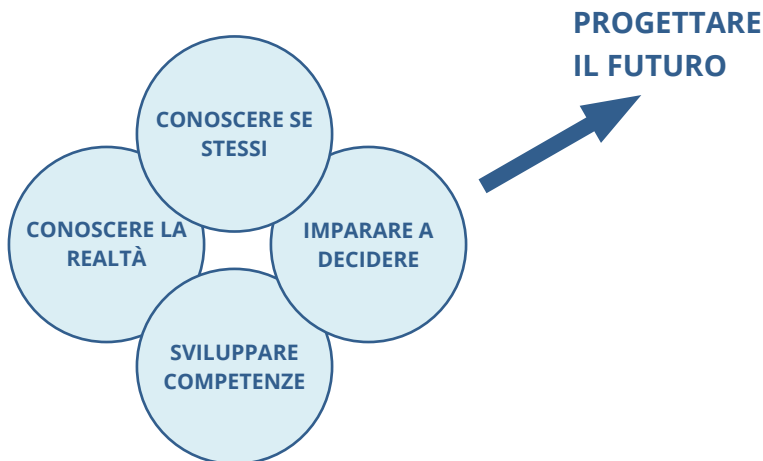 PROGETTARE
IL FUTURO
CONOSCERE SE
STESSI
CONOSCERE LA
REALTÀ
IMPARARE A
DECIDERE
SVILUPPARE
COMPETENZE